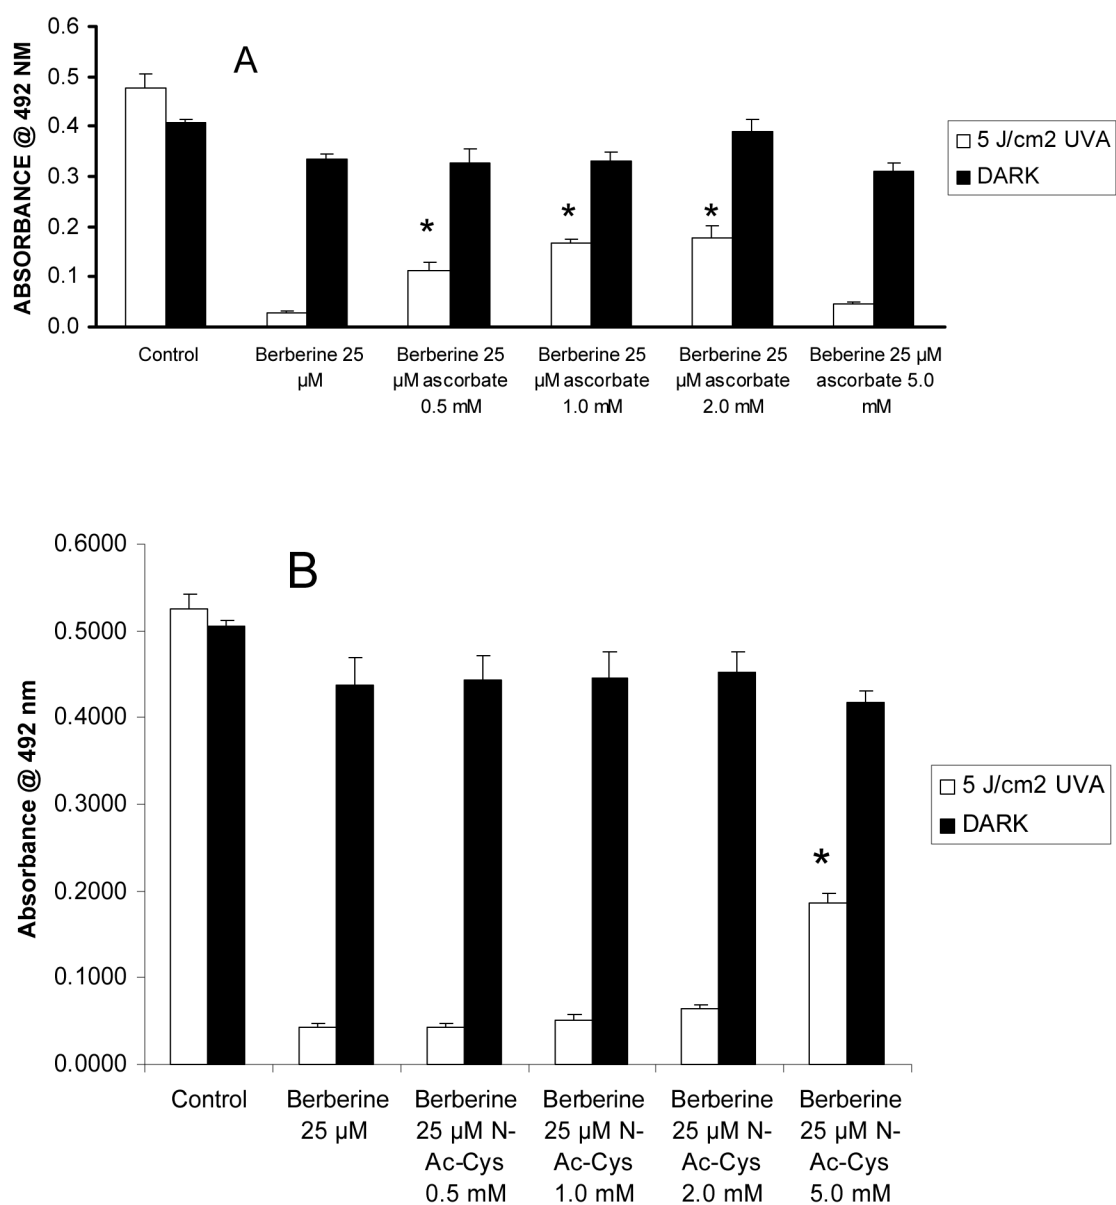 0.6
0.5
0.4
0.3
0.2
0.1
0.0
ABSORBANCE @ 492 NM
A
*
*
*
5 J/cm2 UVA
DARK
Control
Berberine 25
µM
Berberine 25
µM ascorbate
0.5 mM
Berberine 25
µM ascorbate
1.0 mM
Berberine 25
µM ascorbate
2.0 mM
Beberine 25 µM
ascorbate 5.0
mM
0.6000
0.5000
0.4000
0.3000
0.2000
0.1000
0.0000
Absorbance @ 492 nm
B
*
5 J/cm2 UVA
DARK
Control
Berberine
25 µM
Berberine
25 µM N-
Ac-Cys
0.5 mM
Berberine
25 µM N-
Ac-Cys
1.0 mM
Berberine
25 µM N-
Ac-Cys
2.0 mM
Berberine
25 µM N-
Ac-Cys
5.0 mM